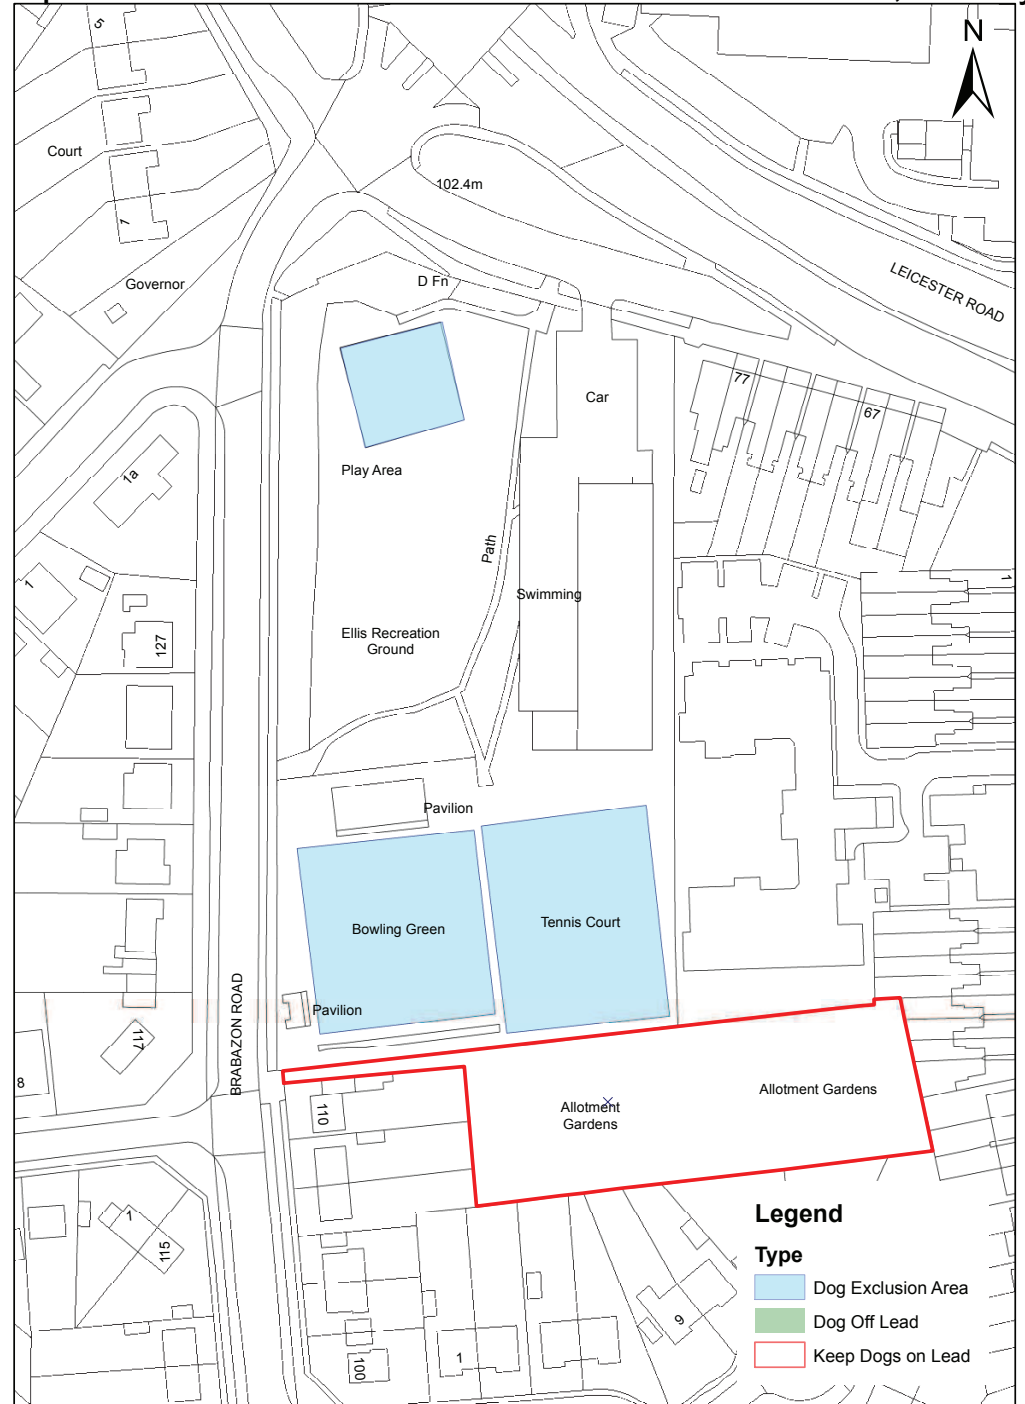 N
5
Court
102.4m
1
Governor
D Fn
LEICESTER ROAD
Car
77
67
Play Area
1a
Path
1
1
Swimming
Ellis Recreation
Ground
127
Pavilion
Bowling Green
Tennis Court
BRABAZON ROAD
Pavilion
117
8
110
Allotment
Gardens
Allotment Gardens
1
115
9
1
100
Legend
Type
Dog Exclusion Area
Dog Off Lead
Keep Dogs on Lead